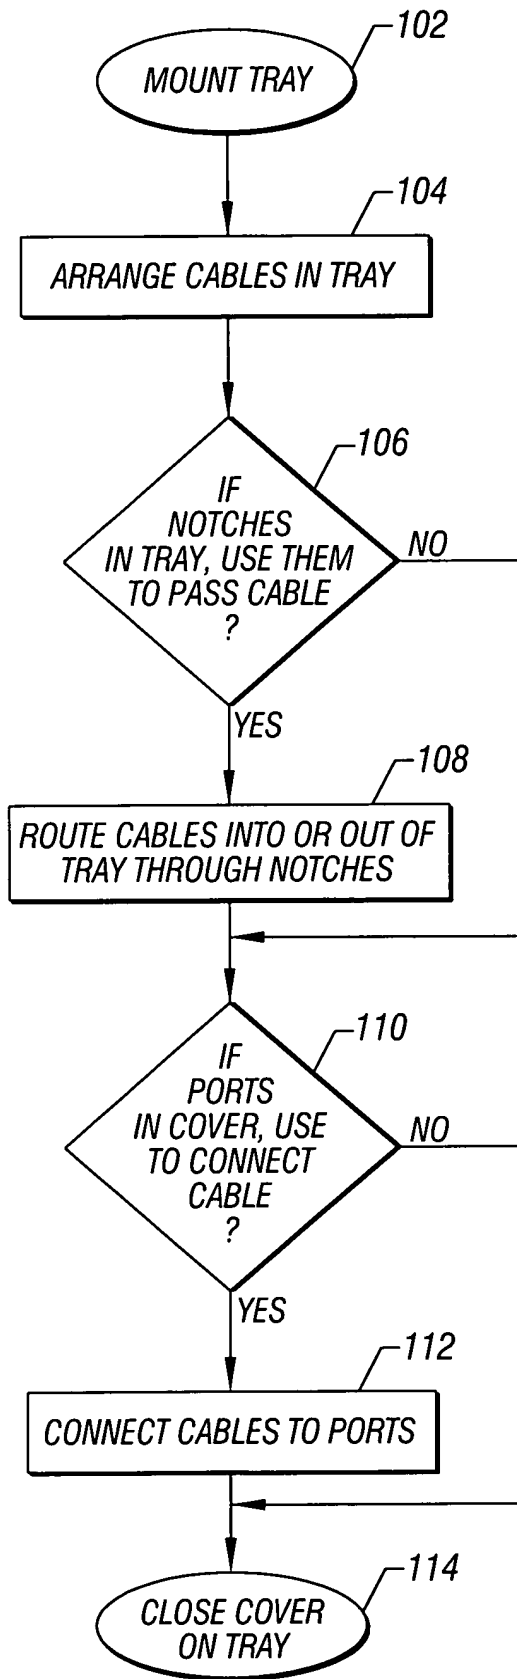 102
MOUNT TRAY
104
ARRANGE CABLES IN TRAY
106
IF
NOTCHES
IN TRAY, USE THEM
TO PASS CABLE
?
NO
YES
108
ROUTE CABLES INTO OR OUT OF
TRAY THROUGH NOTCHES
110
IF
PORTS
IN COVER, USE
TO CONNECT
CABLE
?
NO
YES
112
CONNECT CABLES TO PORTS
114
CLOSE COVER
ON TRAY